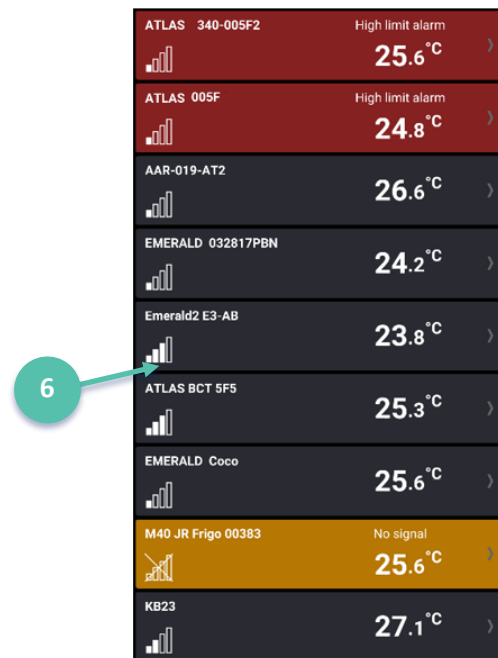 ATLAS 340-005F2 High limit alarm
25.6°C
ATLAS 005F High limit alarm
24.8°C
AAR-019-AT2
26.6°C
EMERALD 032817PBN
24.2°C
Emerald2 E3-AB
23.8°C
6
ATLAS BCT 5F5
25.3°C
EMERALD Coco
25.6°C
M40 JR Frigo 00383 No signal
25.6°C
KB23
27.1°C